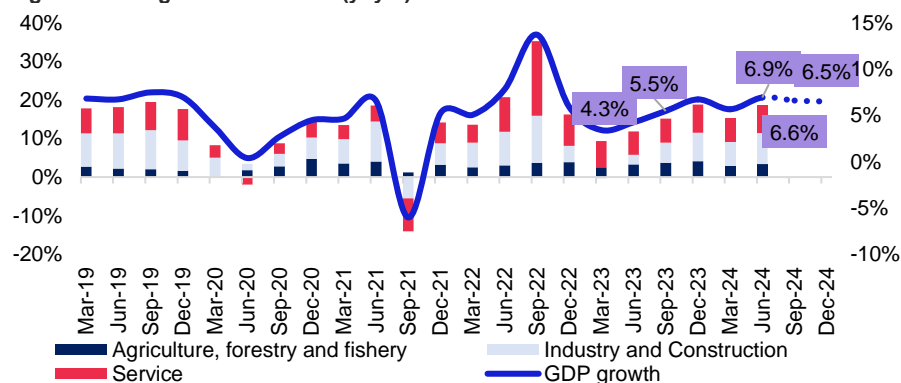 40%
30%
20%
10%
0%
-10%
-20%
15%
10%
5%
0%
-5%
-10%
4.3%
5.5%
6.9%
6.5%
6.6%
Mar-19
Jun-19
Sep-19
Dec-19
Mar-20
Jun-20
Sep-20
Dec-20
Mar-21
Jun-21
Sep-21
Dec-21
Mar-22
Jun-22
Sep-22
Dec-22
Mar-23
Jun-23
Sep-23
Dec-23
Mar-24
Jun-24
Sep-24
Dec-24
Agriculture, forestry and fishery
Industry and Construction
Service
GDP growth